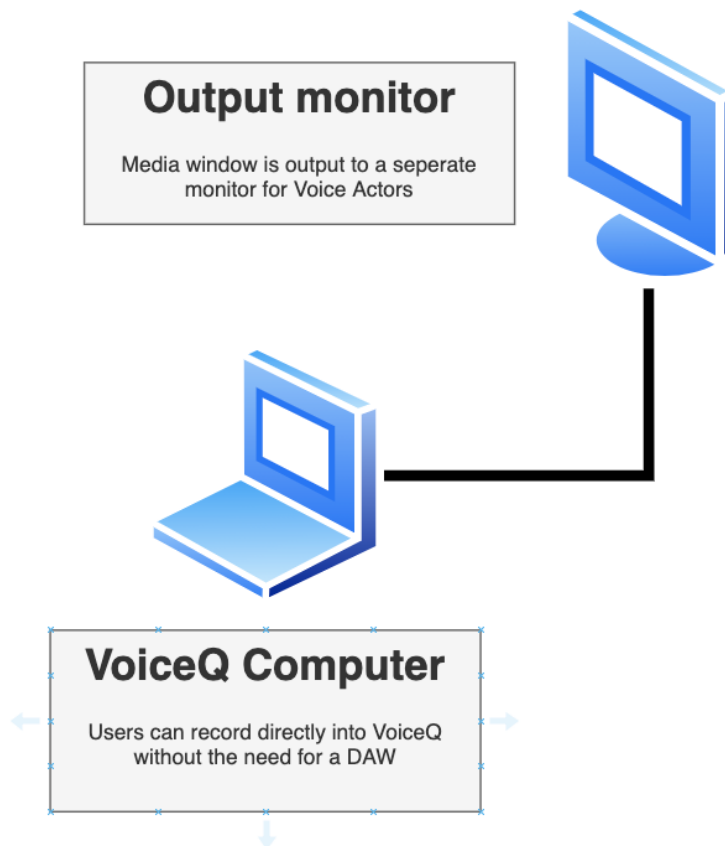 Output monitor
Media window is output to a seperate
monitor for Voice Actors
VoiceQ Computer
Users can record directly into VoiceQ
without the need for a DAW